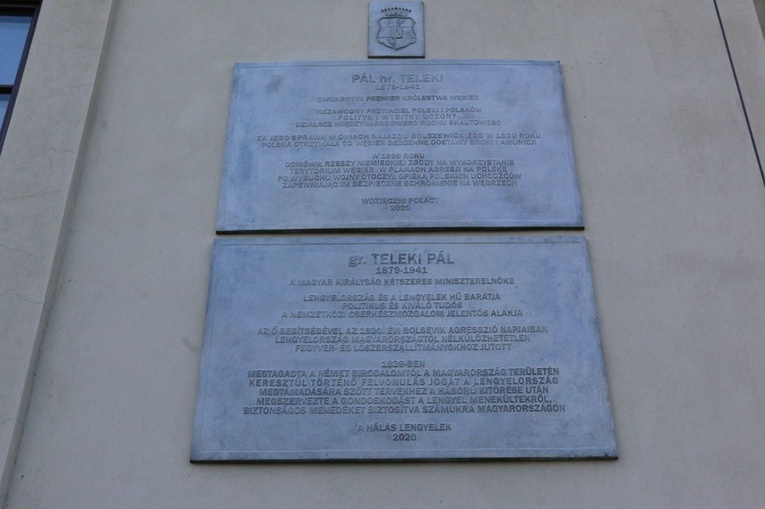 PÁL hr. TELEKI
1879-1941
DWUKROTNY PREMIER KRÓLESTWA WĘGIER
NIEZAWODNY PRZYJACIEL POLSKI I POLAKÓW
POLITYK I WYBITNY UCZONY
DZIAŁACZ MIĘDZYNARODOWEGO RUCHU SKAUTOWEGO
ZA JEGO SPRAWĄ W DNIACH NAJAZDU BOLSZEWICKIEGO W 1920 ROKU
POLSKA OTRZYMAŁA OD WĘGIER BEZCENNE DOSTAWY BRONI I AMUNICJI
W 1939 ROKU
ODMÓWIŁ RZESZY NIEMIECKIEJ ZGODY NA WYKORZYSTANIE
TERYTORIUM WĘGIER W PLANACH AGRESJI NA POLSKĘ
PO WYBUCHU WOJNY OTOCZYŁ OPIEKĄ POLSKICH UCHODŹCÓW
ZAPEWNIAJĄC IM BEZPIECZNE SCHRONIENIE NA WĘGRZECH
WDZIĘCZNI POLACY
2020
gr. TELEKI PÁL
1879-1941
A MAGYAR KIRÁLYSÁG KÉTSZERES MINISZTERELNÖKE
LENGYELORSZÁG ÉS A LENGYELEK HŰ BARÁTJA
POLITIKUS ÉS KIVÁLÓ TUDÓS
A NEMZETKÖZI CSERKÉSZMOZGALOM JELENTŐS ALAKJA
AZ Ő SEGÍTSÉGÉVEL AZ 1920. ÉVI BOLSEVIK AGRESSZIÓ NAPJAIBAN
LENGYELORSZÁG MAGYARORSZÁGTÓL NÉLKÜLÖZHETETLEN
FEGYVER- ÉS LŐSZERSZÁLLÍTMÁNYOKHOZ JUTOTT
1939-BEN
MEGTAGADTA A NÉMET BIRODALOMTÓL A MAGYARORSZÁG TERÜLETÉN
KERESZTÜL TÖRTÉNŐ FELVONULÁS JOGÁT A LENGYELORSZÁG
MEGTÁMADÁSÁRA SZŐTT TERVEKHEZ A HÁBORÚ KITÖRÉSE UTÁN
MEGSZERVEZTE A GONDOSKODÁST A LENGYEL MENEKÜLTEKRŐL,
BIZTONSÁGOS MENEDÉKET BIZTOSÍTVA SZÁMUKRA MAGYARORSZÁGON
A HÁLÁS LENGYELEK
2020